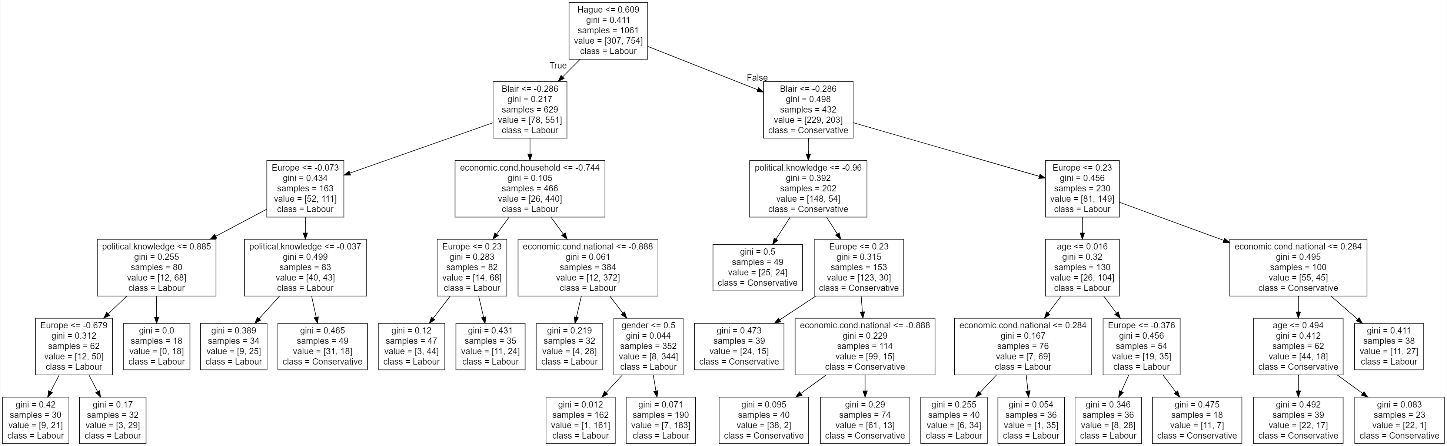 Hague <= 0.609
gini = 0.411
samples = 1061
value = [307, 754]
class = Labour
True
False
Blair <= -0.286
gini = 0.217
samples = 629
value = [78, 551]
class = Labour
Blair <= -0.286
gini = 0.498
samples = 432
value = [229, 203]
class = Conservative
Europe <= -0.073
gini = 0.434
samples = 163
value = [52, 111]
class = Labour
economic.cond.household <= -0.744
gini = 0.105
samples = 466
value = [26, 440]
class = Labour
political.knowledge <= -0.96
gini = 0.392
samples = 202
value = [148, 54]
class = Conservative
Europe <= 0.23
gini = 0.456
samples = 230
value = [81, 149]
class = Labour
political.knowledge <= 0.885
gini = 0.255
samples = 80
value = [12, 68]
class = Labour
political.knowledge <= -0.037
gini = 0.499
samples = 83
value = [40, 43]
class = Labour
Europe <= 0.23
gini = 0.283
samples = 82
value = [14, 68]
class = Labour
economic.cond.national <= -0.888
gini = 0.061
samples = 384
value = [12, 372]
class = Labour
gini = 0.5
samples = 49
value = [25, 24]
class = Conservative
Europe <= 0.23
gini = 0.315
samples = 153
value = [123, 30]
class = Conservative
age <= 0.016
gini = 0.32
samples = 130
value = [26, 104]
class = Labour
economic.cond.national <= 0.284
gini = 0.495
samples = 100
value = [55, 45]
class = Conservative
Europe <= -0.679
gini = 0.312
samples = 62
value = [12, 50]
class = Labour
gini = 0.0
samples = 18
value = [0, 18]
class = Labour
gini = 0.389
samples = 34
value = [9, 25]
class = Labour
gini = 0.465
samples = 49
value = [31, 18]
class = Conservative
gini = 0.12
samples = 47
value = [3, 44]
class = Labour
gini = 0.431
samples = 35
value = [11, 24]
class = Labour
gini = 0.219
samples = 32
value = [4, 28]
class = Labour
gender <= 0.5
gini = 0.044
samples = 352
value = [8, 344]
class = Labour
gini = 0.473
samples = 39
value = [24, 15]
class = Conservative
economic.cond.national <= -0.888
gini = 0.229
samples = 114
value = [99, 15]
class = Conservative
economic.cond.national <= 0.284
gini = 0.167
samples = 76
value = [7, 69]
class = Labour
Europe <= -0.376
gini = 0.456
samples = 54
value = [19, 35]
class = Labour
age <= 0.494
gini = 0.412
samples = 62
value = [44, 18]
class = Conservative
gini = 0.411
samples = 38
value = [11, 27]
class = Labour
gini = 0.42
samples = 30
value = [9, 21]
class = Labour
gini = 0.17
samples = 32
value = [3, 29]
class = Labour
gini = 0.012
samples = 162
value = [1, 161]
class = Labour
gini = 0.071
samples = 190
value = [7, 183]
class = Labour
gini = 0.095
samples = 40
value = [38, 2]
class = Conservative
gini = 0.29
samples = 74
value = [61, 13]
class = Conservative
gini = 0.255
samples = 40
value = [6, 34]
class = Labour
gini = 0.054
samples = 36
value = [1, 35]
class = Labour
gini = 0.346
samples = 36
value = [8, 28]
class = Labour
gini = 0.475
samples = 18
value = [11, 7]
class = Conservative
gini = 0.492
samples = 39
value = [22, 17]
class = Conservative
gini = 0.083
samples = 23
value = [22, 1]
class = Conservative